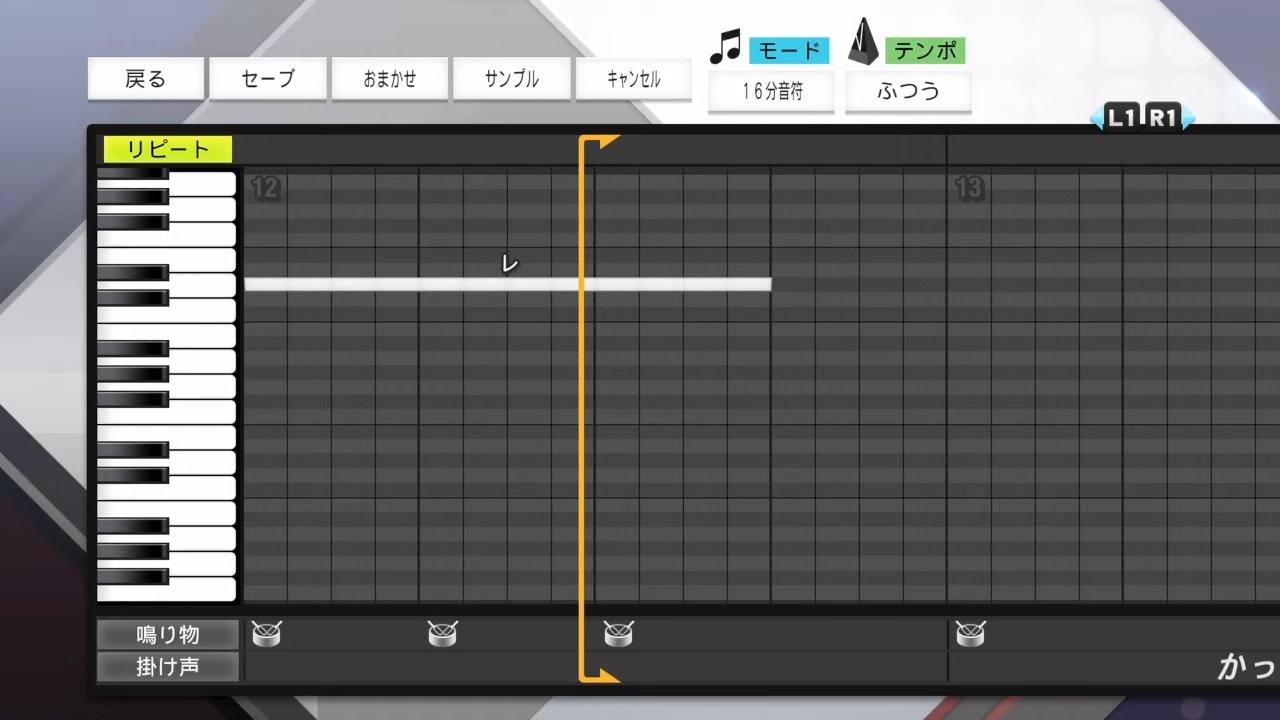 モード テンポ
戻る セーブ おまかせ サンプル キャンセル 16分音符 ふつう
L1 R1
リピート
12 13
レ
鳴り物
掛け声 かっ